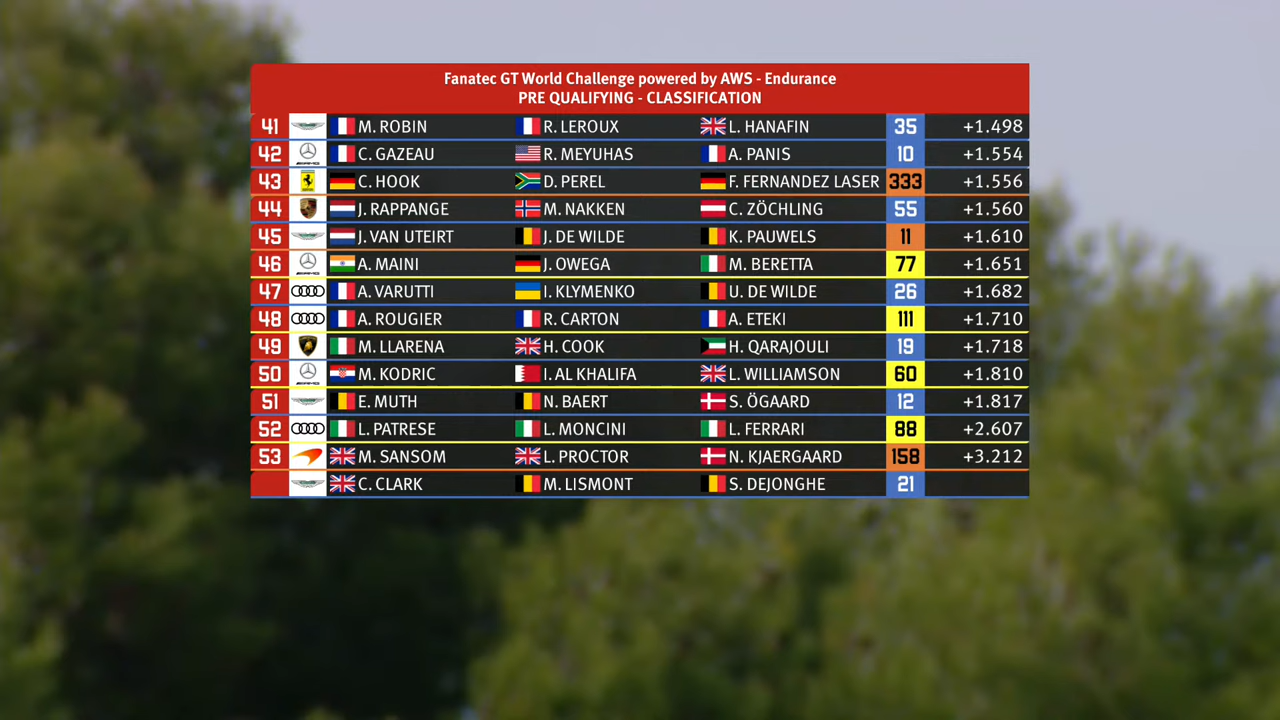 Fanatec GT World Challenge powered by AWS - Endurance
PRE QUALIFYING - CLASSIFICATION
41 M. ROBIN R. LEROUX L. HANAFIN 35 +1.498
42 C. GAZEAU R. MEYUHAS A. PANIS 10 +1.554
43 C. HOOK D. PEREL F. FERNANDEZ LASER 333 +1.556
44 J. RAPPANGE M. NAKKEN C. ZÖCHLING 55 +1.560
45 J. VAN UTEIRT J. DE WILDE K. PAUWELS 11 +1.610
46 A. MAINI J. OWEGA M. BERETTA 77 +1.651
47 A. VARUTTI I. KLYMENKO U. DE WILDE 26 +1.682
48 A. ROUGIER R. CARTON A. ETEKI 111 +1.710
49 M. LLARENA H. COOK H. QARAJOULI 19 +1.718
50 M. KODRIC I. AL KHALIFA L. WILLIAMSON 60 +1.810
51 E. MUTH N. BAERT S. ÖGAARD 12 +1.817
52 L. PATRESE L. MONCINI L. FERRARI 88 +2.607
53 M. SANSOM L. PROCTOR N. KJAERGAARD 158 +3.212
C. CLARK M. LISMONT S. DEJONGHE 21